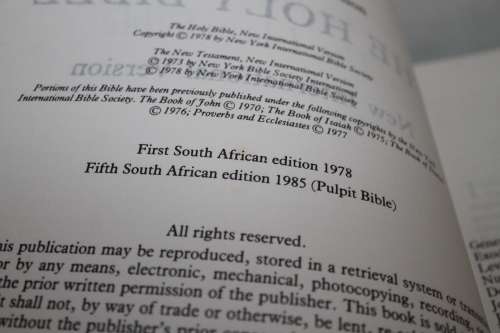 The Holy Bible, New International Version
Copyright © 1978 by New York International Bible Society
The New Testament, New International Version
© 1973 by New York Bible Society International
© 1978 by New York International Bible Society
Portions of this Bible have been previously published under the following copyrights by the New York
International Bible Society. The Book of John © 1970; The Book of Isaiah © 1975; The Book of
© 1976; Proverbs and Ecclesiastes © 1977
First South African edition 1978
Fifth South African edition 1985 (Pulpit Bible)
All rights reserved.
his publication may be reproduced, stored in a retrieval system or
or by any means, electronic, mechanical, photocopying, recording,
the prior written permission of the publisher. This book is sold
it shall not, by way of trade or otherwise, be lent,
without the publisher's prior